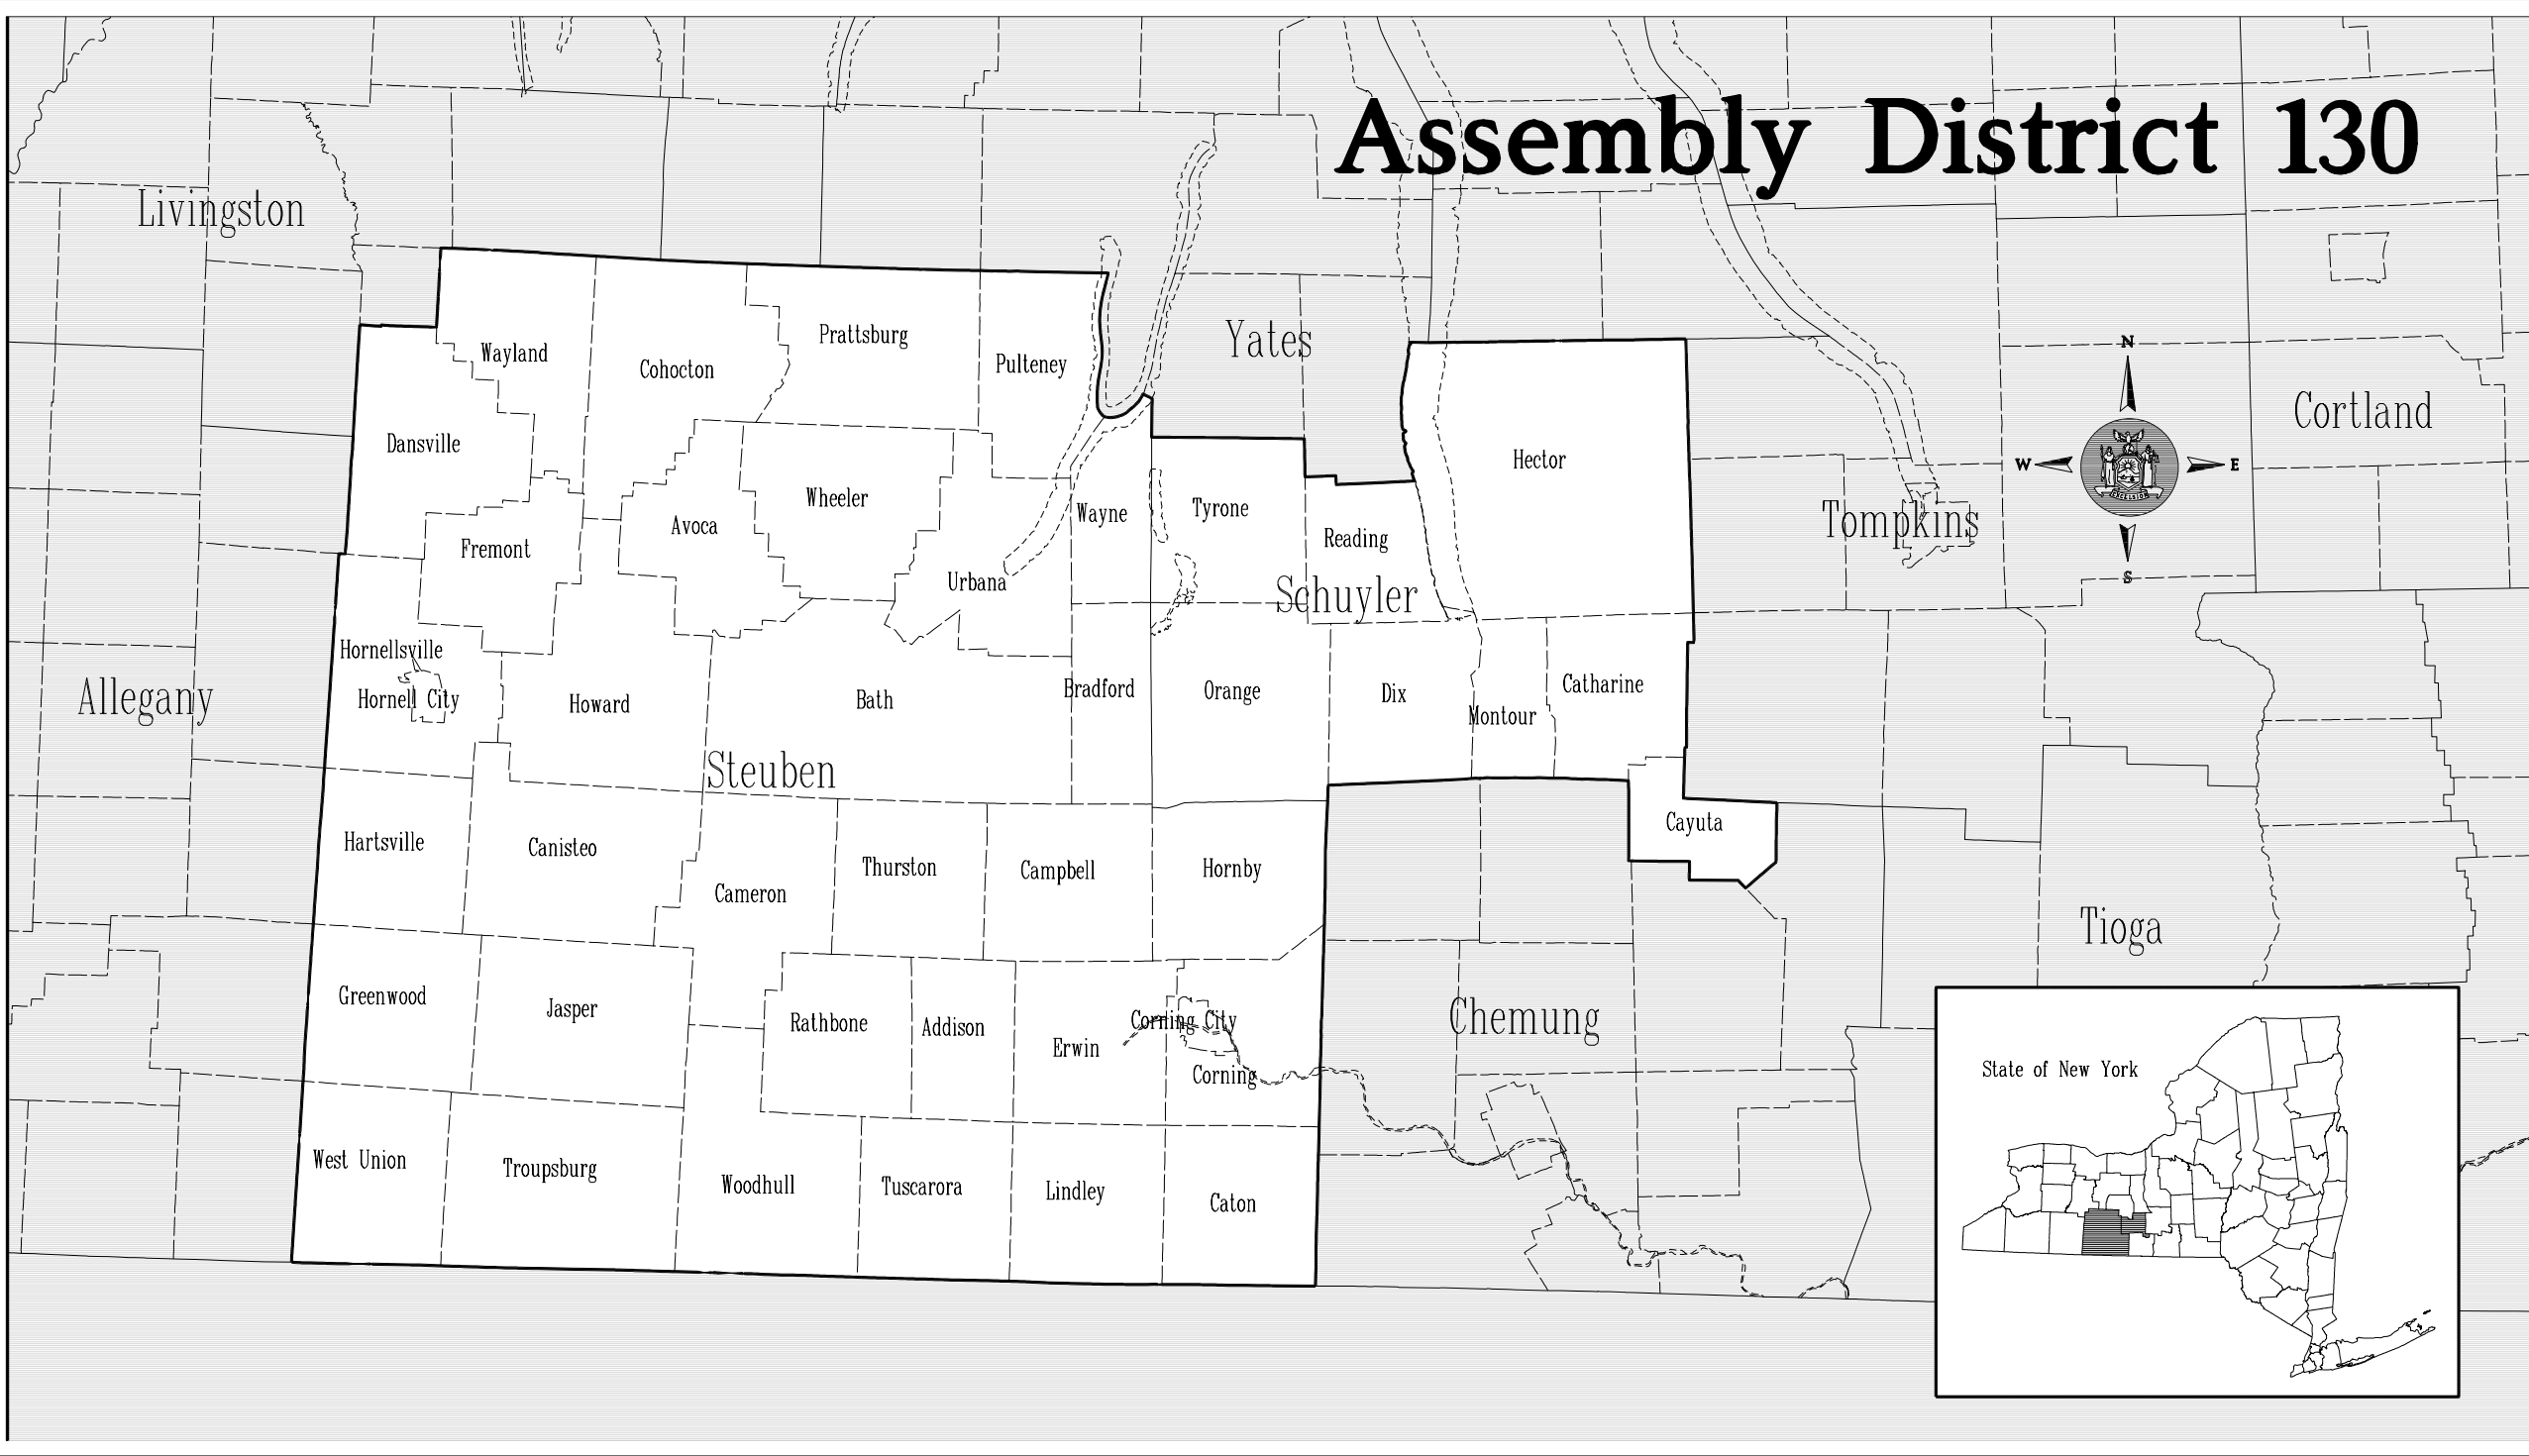 Assembly District 130
Livingston
Yates
Wayland
Cohocton
Prattsburg
Pulteney
N
Cortland
Dansville
Hector
W
E
EXCELSIOR
Wheeler
Wayne
Tyrone
Avoca
Reading
Tompkins
Fremont
Urbana
Schuyler
S
Hornellsville
Allegany
Hornell City
Howard
Bath
Bradford
Orange
Dix
Montour
Catharine
Steuben
Cayuta
Hartsville
Canisteo
Cameron
Thurston
Campbell
Hornby
Tioga
Greenwood
Jasper
Rathbone
Addison
Erwin
Corning City
Corning
Chemung
State of New York
West Union
Troupsburg
Woodhull
Tuscarora
Lindley
Caton